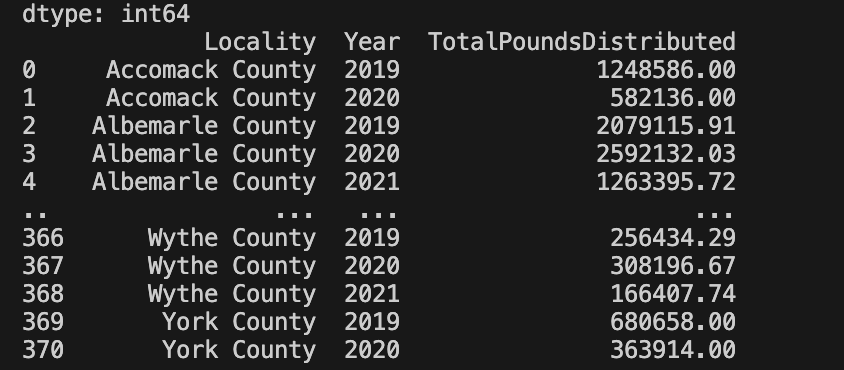 dtype: int64
Locality Year TotalPoundsDistributed
0 Accomack County 2019 1248586.00
1 Accomack County 2020 582136.00
2 Albemarle County 2019 2079115.91
3 Albemarle County 2020 2592132.03
4 Albemarle County 2021 1263395.72
.. ... ... ...
366 Wythe County 2019 256434.29
367 Wythe County 2020 308196.67
368 Wythe County 2021 166407.74
369 York County 2019 680658.00
370 York County 2020 363914.00